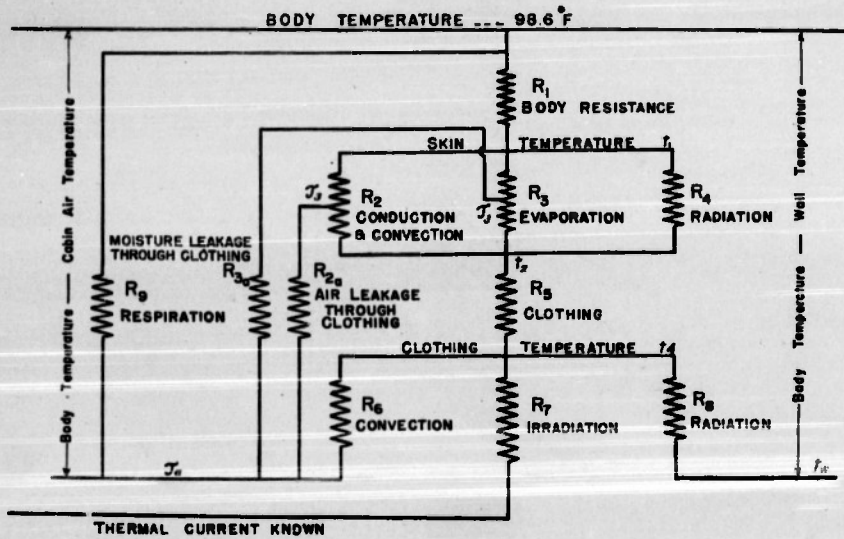 BODY TEMPERATURE --- 98.6°F
Body - Temperature — Cabin Air Temperature
Body Temperature — Wall Temperature
R1
BODY RESISTANCE
SKIN TEMPERATURE t1
R2
CONDUCTION
& CONVECTION
R3
EVAPORATION
R4
RADIATION
MOISTURE LEAKAGE
THROUGH CLOTHING
R9
RESPIRATION
R3a
R2a
AIR LEAKAGE
THROUGH
CLOTHING
t2
R5
CLOTHING
CLOTHING TEMPERATURE
R6
CONVECTION
R7
IRRADIATION
R8
RADIATION
THERMAL CURRENT KNOWN